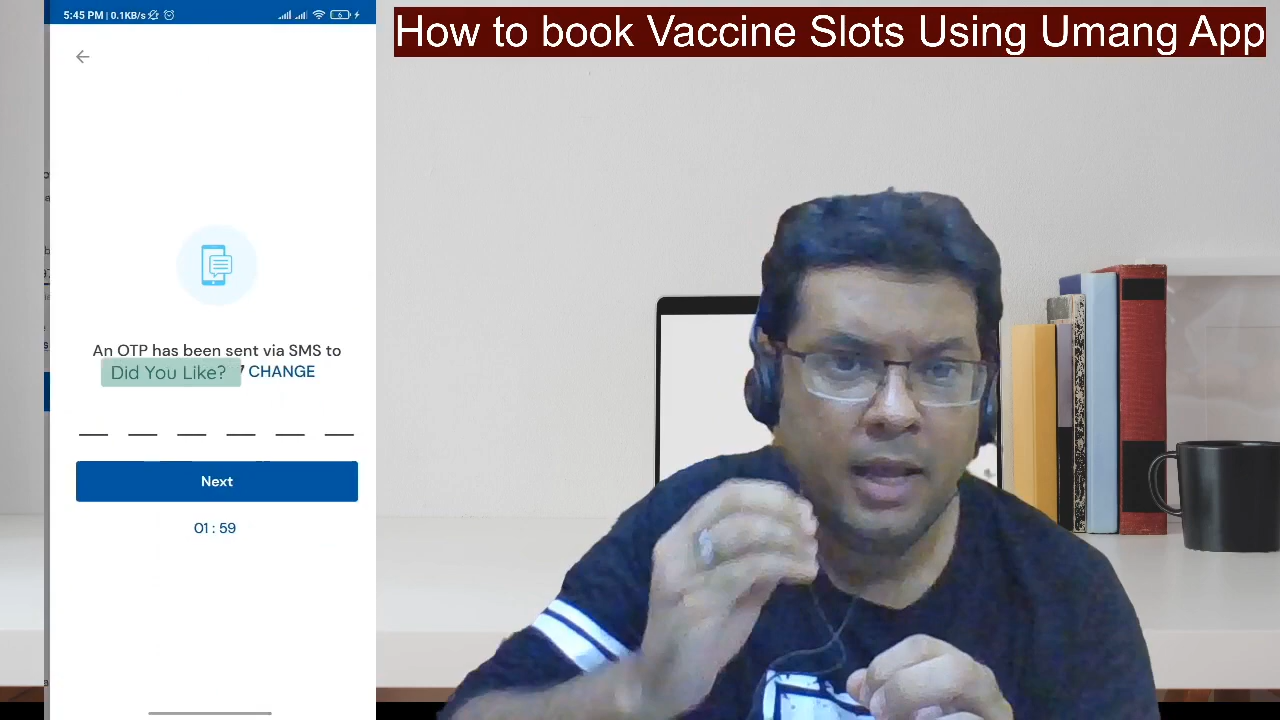 5:45 PM | 0.1KB/s
How to book Vaccine Slots Using Umang App
An OTP has been sent via SMS to
Did You Like? 7 CHANGE
Next
01 : 59